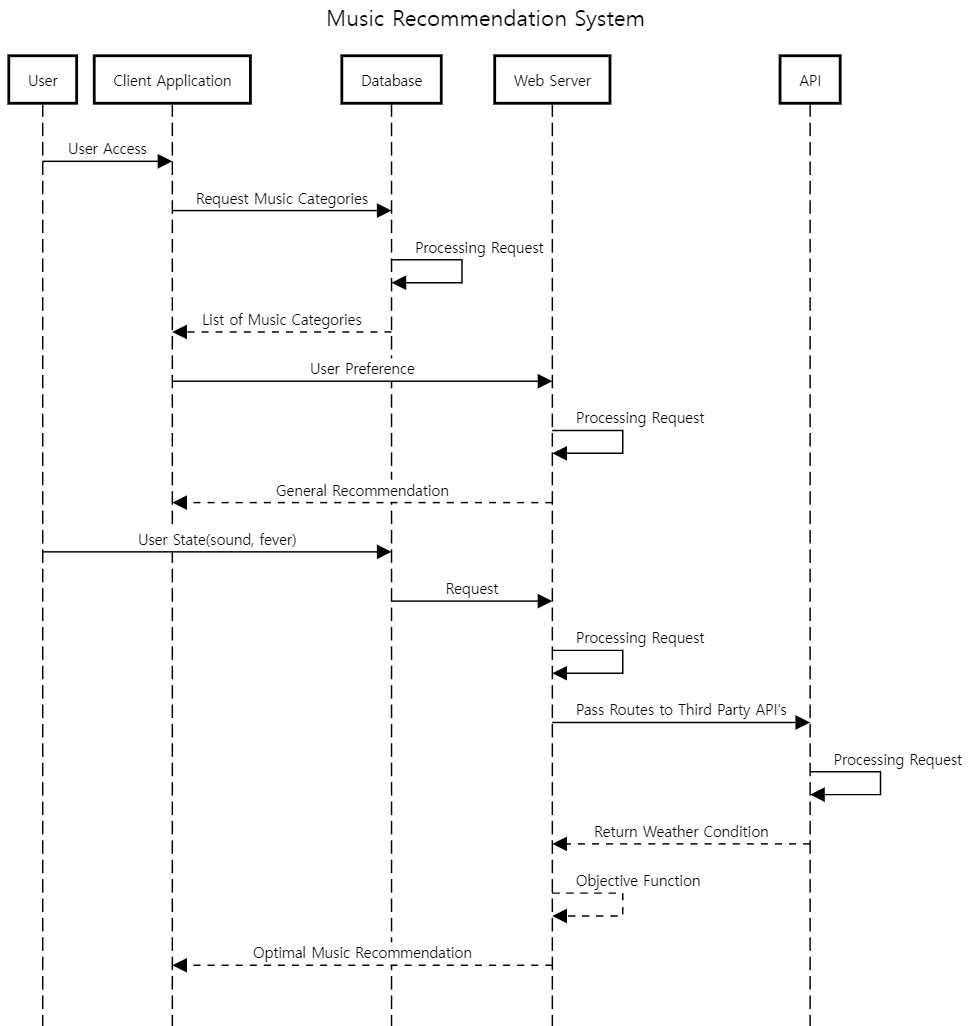 Music Recommendation System
User
Client Application
Database
Web Server
API
User Access
Request Music Categories
Processing Request
List of Music Categories
User Preference
Processing Request
General Recommendation
User State(sound, fever)
Request
Processing Request
Pass Routes to Third Party API's
Processing Request
Return Weather Condition
Objective Function
Optimal Music Recommendation